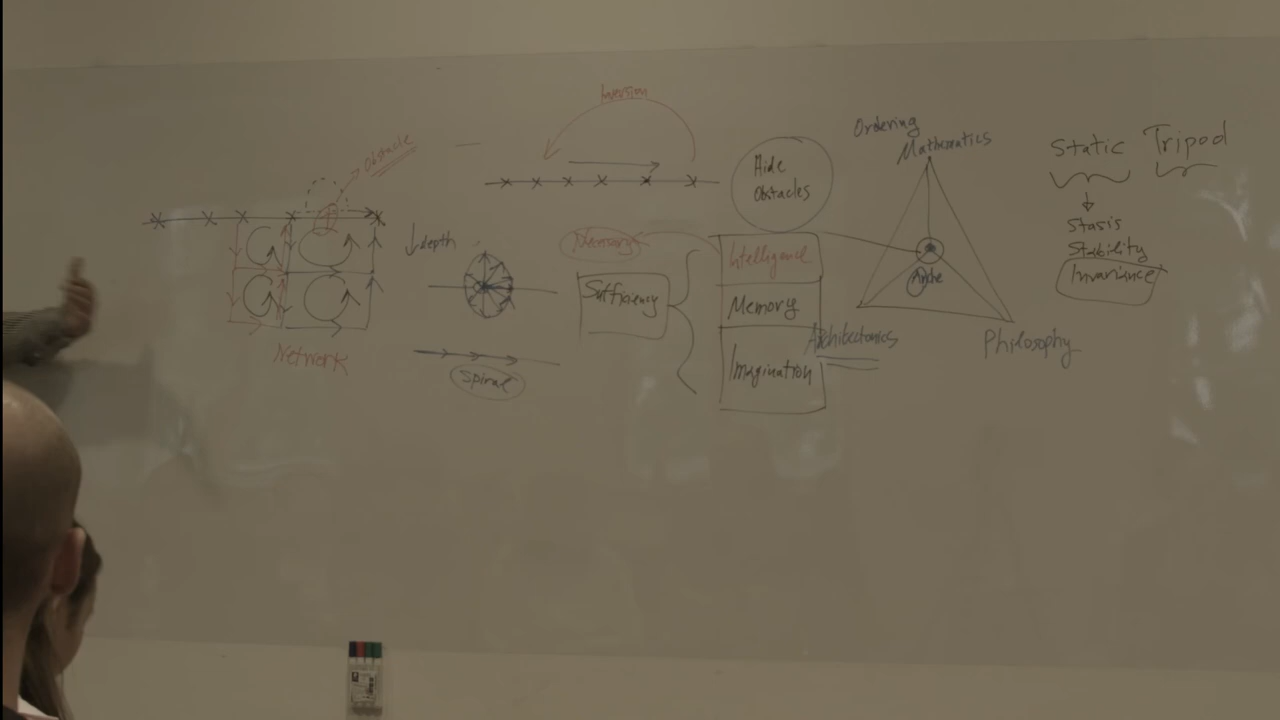 Inversion
Obstacle
Hide
Obstacles
Ordering
Mathematics
Static
Tripod
Stasis
Stability
Invariance
↓depth
Necessary
Intelligence
Sufficiency
Memory
Imagination
Arche
Architectonics
Philosophy
Network
Spiral